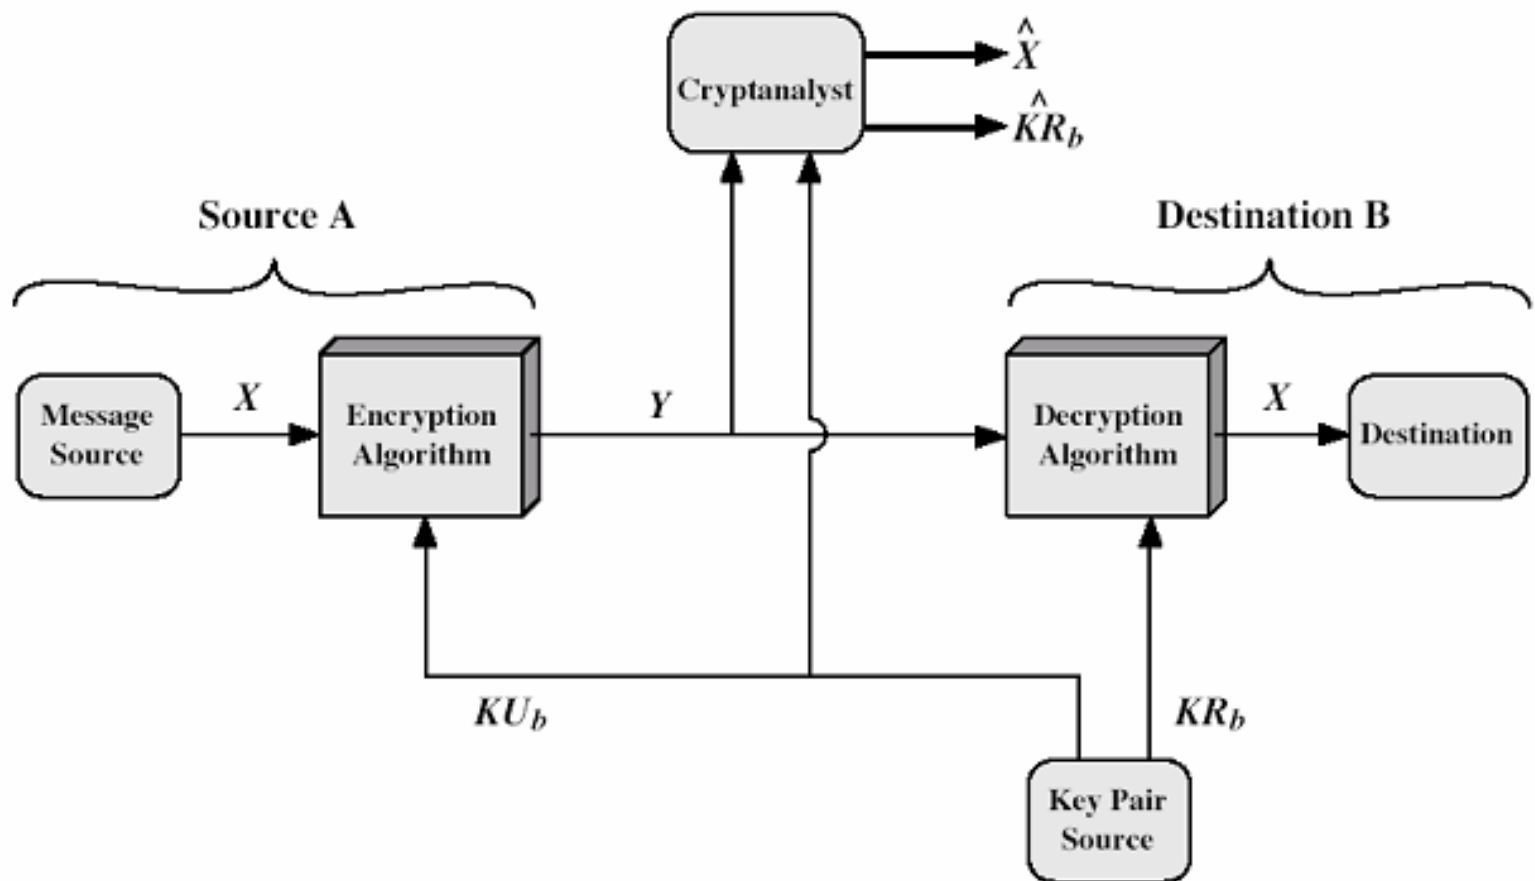 Cryptanalyst
X̂
K̂R_b
Source A
Destination B
Message
Source
X
Encryption
Algorithm
Y
Decryption
Algorithm
X
Destination
KU_b
KR_b
Key Pair
Source